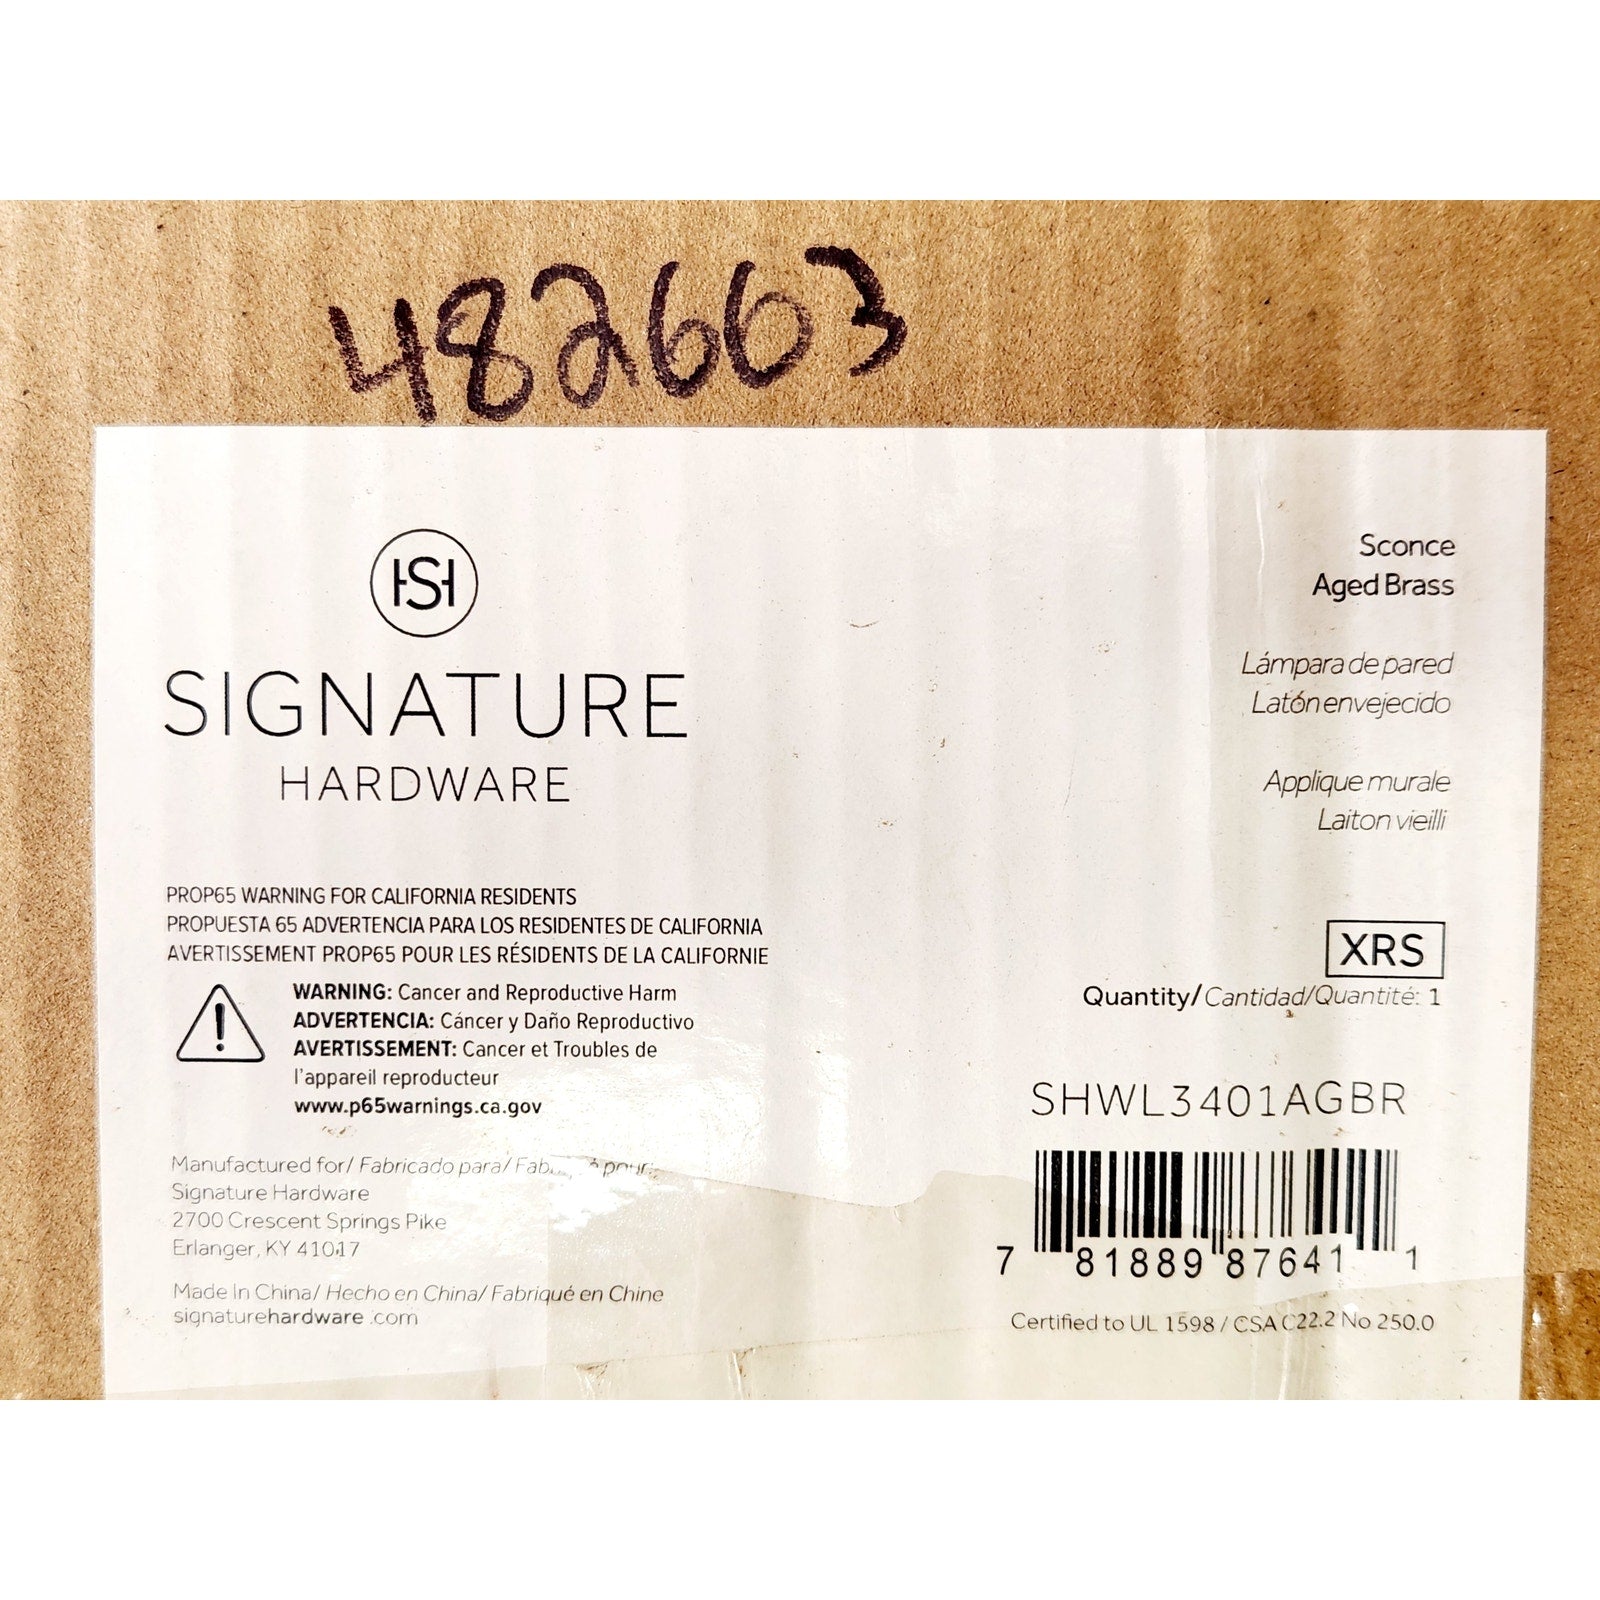 482663
HS
SIGNATURE
HARDWARE
Sconce
Aged Brass
Lámpara de pared
Latón envejecido
Applique murale
Laiton vieilli
PROP65 WARNING FOR CALIFORNIA RESIDENTS
PROPUESTA 65 ADVERTENCIA PARA LOS RESIDENTES DE CALIFORNIA
AVERTISSEMENT PROP65 POUR LES RÉSIDENTS DE LA CALIFORNIE
WARNING: Cancer and Reproductive Harm
ADVERTENCIA: Cáncer y Daño Reproductivo
AVERTISSEMENT: Cancer et Troubles de
l'appareil reproducteur
www.p65warnings.ca.gov
Manufactured for/ Fabricado para/ pour:
Signature Hardware
2700 Crescent Springs Pike
Erlanger, KY 41017
Made In China/ Hecho en China/ Fabriqué en Chine
signaturehardware.com
XRS
Quantity/Cantidad/Quantité: 1
SHWL3401AGBR
7 81889 87641 1
Certified to UL 1598 / CSA C22.2 No 250.0